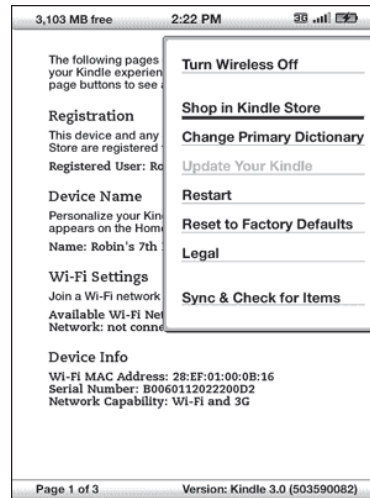 3,103 MB free 2:22 PM 3G
The following pages
your Kindle experien
page buttons to see
Registration
This device and any
Store are registered
Registered User: Ro
Device Name
Personalize your Kin
appears on the Hom
Name: Robin's 7th
Wi-Fi Settings
Join a Wi-Fi network
Available Wi-Fi Net
Network: not conne
Device Info
Wi-Fi MAC Address: 28:EF:01:00:0B:16
Serial Number: B0060112022200D2
Network Capability: Wi-Fi and 3G
Turn Wireless Off
Shop in Kindle Store
Change Primary Dictionary
Update Your Kindle
Restart
Reset to Factory Defaults
Legal
Sync & Check for Items
Page 1 of 3 Version: Kindle 3.0 (503590082)